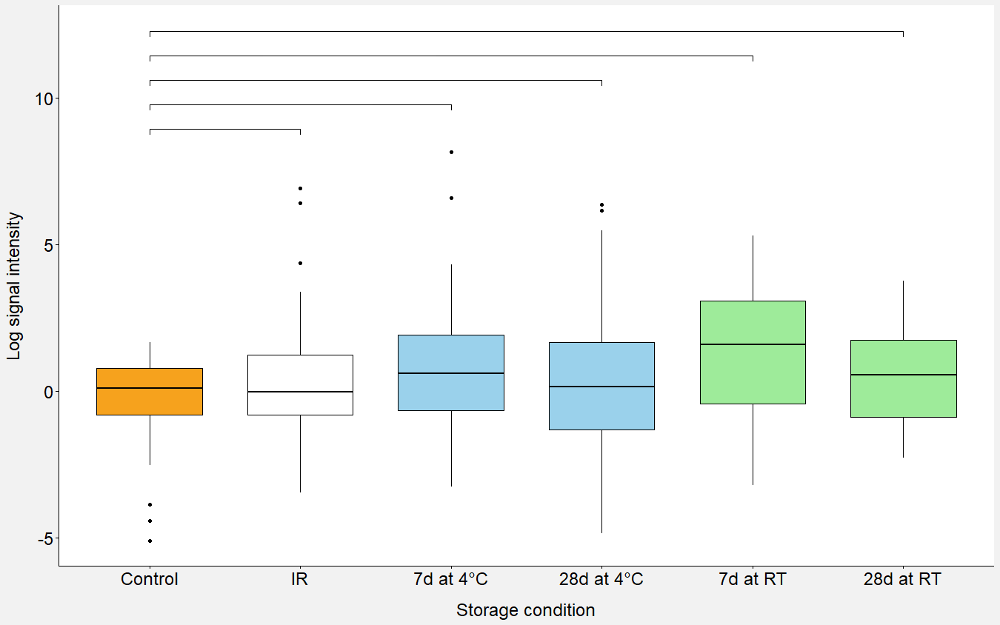 Log signal intensity
10
5
0
-5
Control IR 7d at 4°C 28d at 4°C 7d at RT 28d at RT
Storage condition